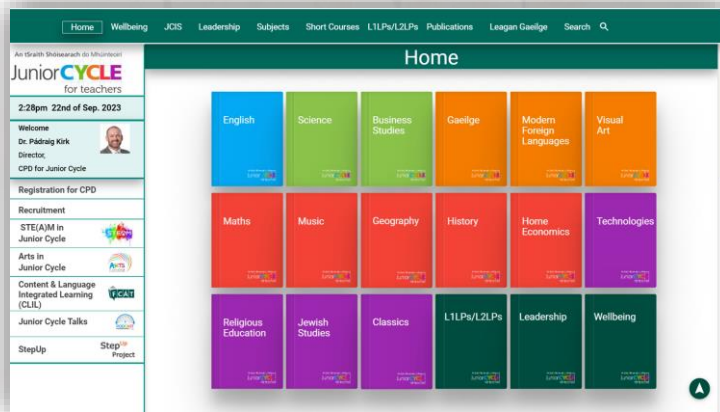 Home Wellbeing JCIS Leadership Subjects Short Courses L1LPs/L2LPs Publications Leagan Gaeilge Search
An tSraith Shóisearach do Mhúinteoirí
JuniorCYCLE
for teachers
Home
2:28pm 22nd of Sep. 2023
Welcome
Dr. Pádraig Kirk
Director,
CPD for Junior Cycle
Registration for CPD
Recruitment
STE(A)M in
Junior Cycle
Arts in
Junior Cycle
ARTS
Content & Language
Integrated Learning
(CLIL)
FCAT
Junior Cycle Talks
StepUp
StepUP
Project
English
Science
Business
Studies
Gaeilge
Modern
Foreign
Languages
Visual
Art
Maths
Music
Geography
History
Home
Economics
Technologies
Religious
Education
Jewish
Studies
Classics
L1LPs/L2LPs
Leadership
Wellbeing